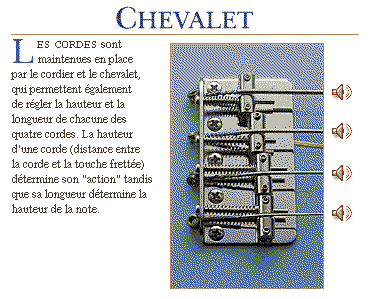 CHEVALET
LES CORDES sont
maintenues en place
par le cordier et le chevalet,
qui permettent également
de régler la hauteur et la
longueur de chacune des
quatre cordes. La hauteur
d'une corde (distance entre
la corde et la touche frettée)
détermine son "action" tandis
que sa longueur détermine la
hauteur de la note.